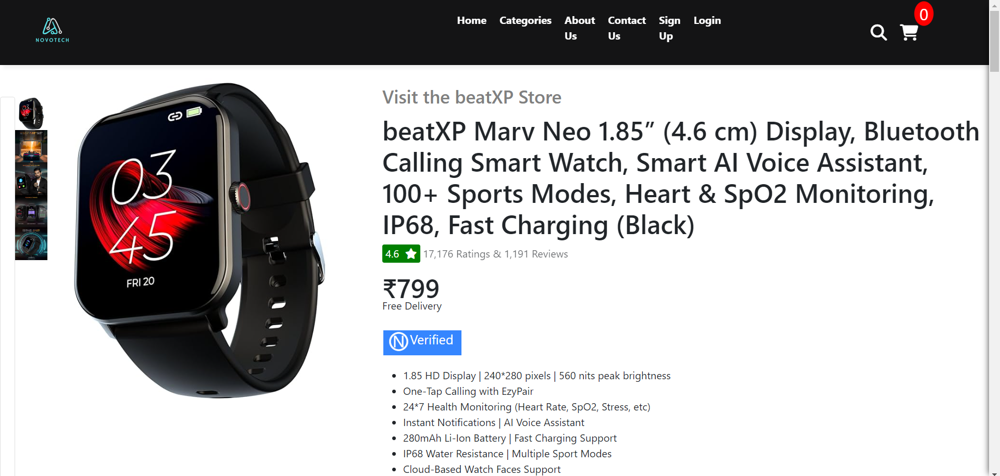 NOVOTECH
Home Categories About Us Contact Us Sign Up Login
0
03
45
FRI 20
Visit the beatXP Store
beatXP Marv Neo 1.85” (4.6 cm) Display, Bluetooth
Calling Smart Watch, Smart AI Voice Assistant,
100+ Sports Modes, Heart & SpO2 Monitoring,
IP68, Fast Charging (Black)
4.6 17,176 Ratings & 1,191 Reviews
₹799
Free Delivery
N Verified
1.85 HD Display | 240*280 pixels | 560 nits peak brightness
One-Tap Calling with EzyPair
24*7 Health Monitoring (Heart Rate, SpO2, Stress, etc)
Instant Notifications | AI Voice Assistant
280mAh Li-Ion Battery | Fast Charging Support
IP68 Water Resistance | Multiple Sport Modes
Cloud-Based Watch Faces Support